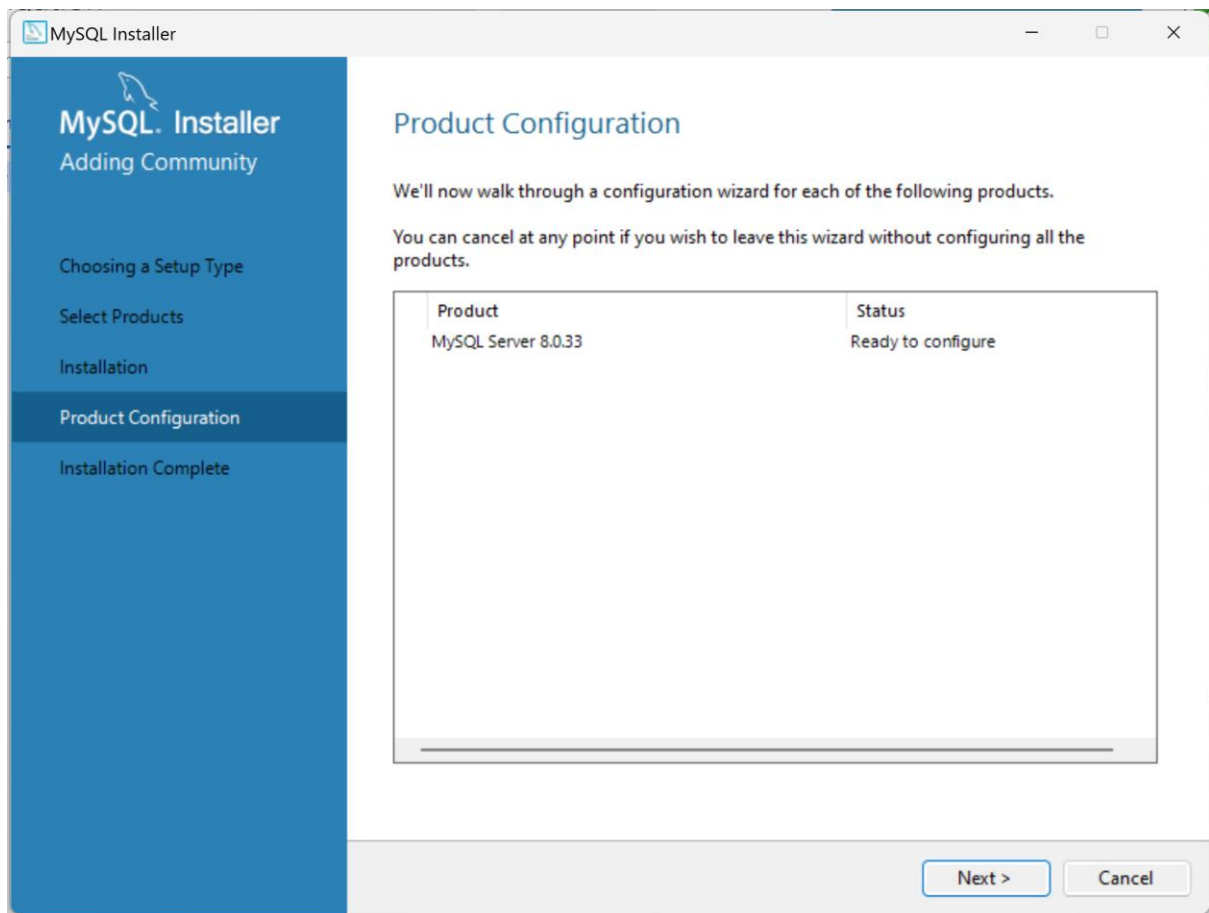 MySQL Installer
MySQL. Installer
Adding Community
Choosing a Setup Type
Select Products
Installation
Product Configuration
Installation Complete
Product Configuration
We'll now walk through a configuration wizard for each of the following products.
You can cancel at any point if you wish to leave this wizard without configuring all the
products.
Product Status
MySQL Server 8.0.33 Ready to configure
Next > Cancel